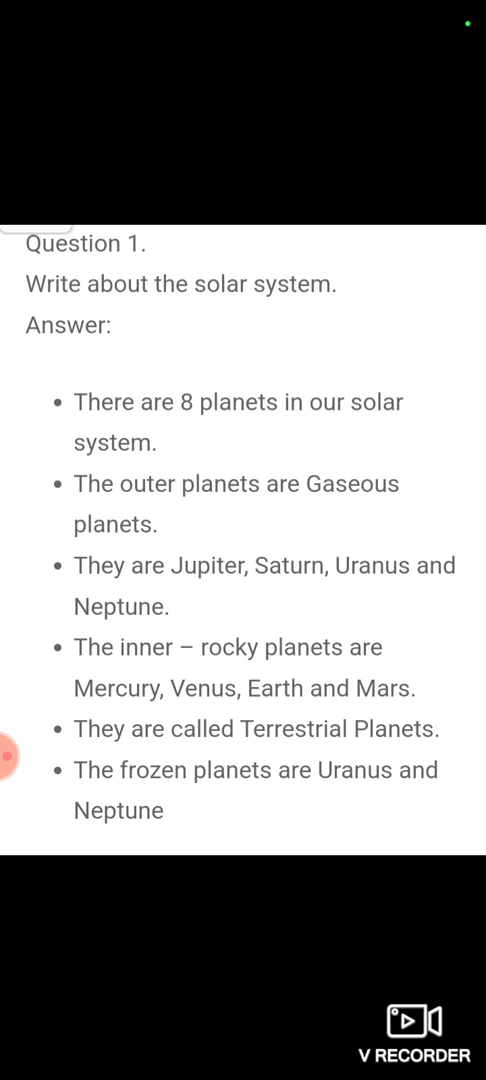 Question 1.
Write about the solar system.
Answer:
• There are 8 planets in our solar
system.
• The outer planets are Gaseous
planets.
• They are Jupiter, Saturn, Uranus and
Neptune.
• The inner – rocky planets are
Mercury, Venus, Earth and Mars.
• They are called Terrestrial Planets.
• The frozen planets are Uranus and
Neptune
V RECORDER